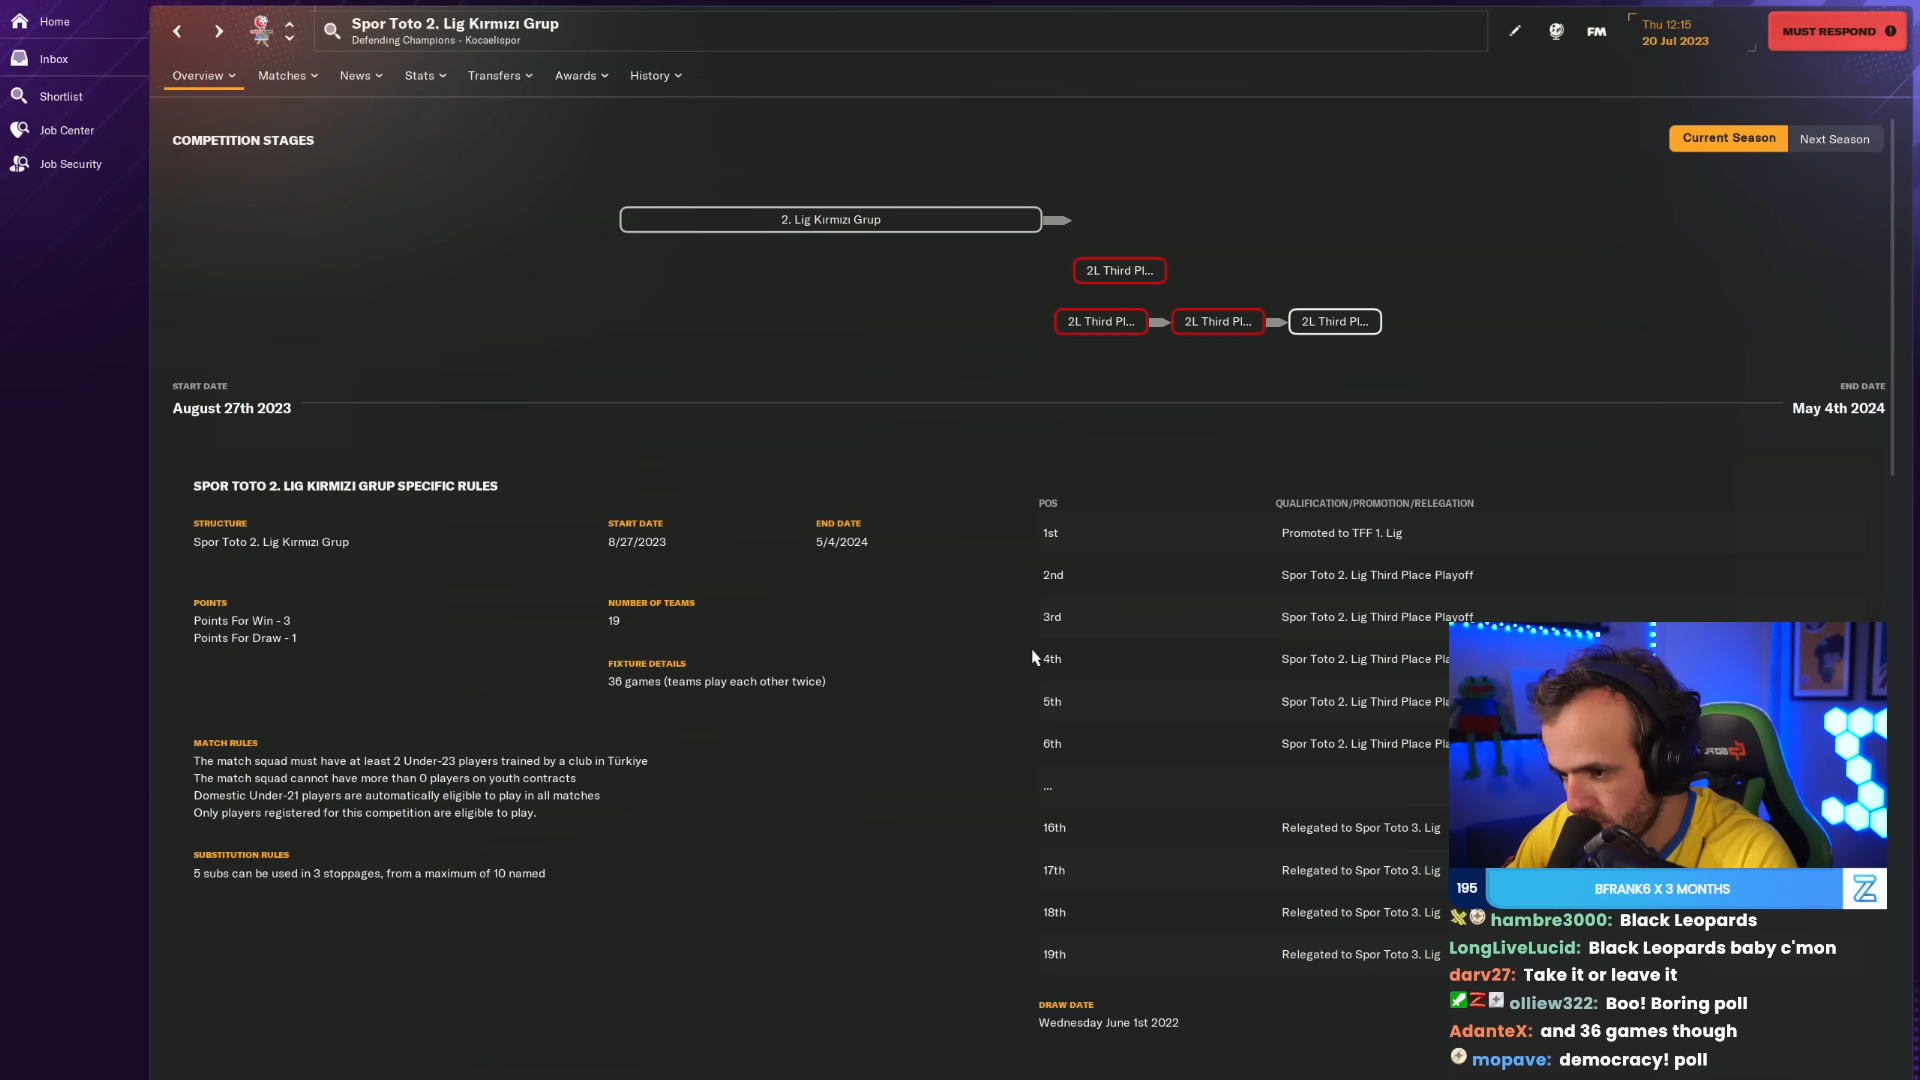 Home
Inbox
Shortlist
Job Center
Job Security
Spor Toto 2. Lig Kırmızı Grup
Defending Champions - Kocaelispor
FM
Thu 12:15
20 Jul 2023
MUST RESPOND
Overview
Matches
News
Stats
Transfers
Awards
History
COMPETITION STAGES
Current Season
Next Season
2. Lig Kırmızı Grup
2L Third Pl...
2L Third Pl...
2L Third Pl...
2L Third Pl...
START DATE
August 27th 2023
END DATE
May 4th 2024
SPOR TOTO 2. LIG KIRMIZI GRUP SPECIFIC RULES
STRUCTURE
Spor Toto 2. Lig Kırmızı Grup
START DATE
8/27/2023
END DATE
5/4/2024
POINTS
Points For Win - 3
Points For Draw - 1
NUMBER OF TEAMS
19
FIXTURE DETAILS
36 games (teams play each other twice)
MATCH RULES
The match squad must have at least 2 Under-23 players trained by a club in Türkiye
The match squad cannot have more than 0 players on youth contracts
Domestic Under-21 players are automatically eligible to play in all matches
Only players registered for this competition are eligible to play.
SUBSTITUTION RULES
5 subs can be used in 3 stoppages, from a maximum of 10 named
POS QUALIFICATION/PROMOTION/RELEGATION
1st Promoted to TFF 1. Lig
2nd Spor Toto 2. Lig Third Place Playoff
3rd Spor Toto 2. Lig Third Place Playoff
4th Spor Toto 2. Lig Third Place Pla
5th Spor Toto 2. Lig Third Place Pla
6th Spor Toto 2. Lig Third Place Pla
...
16th Relegated to Spor Toto 3. Lig
17th Relegated to Spor Toto 3. Lig
18th Relegated to Spor Toto 3. Lig
19th Relegated to Spor Toto 3. Lig
DRAW DATE
Wednesday June 1st 2022
195 BFRANK6 X 3 MONTHS
hambre3000: Black Leopards
LongLiveLucid: Black Leopards baby c'mon
darv27: Take it or leave it
olliew322: Boo! Boring poll
AdanteX: and 36 games though
mopave: democracy! poll